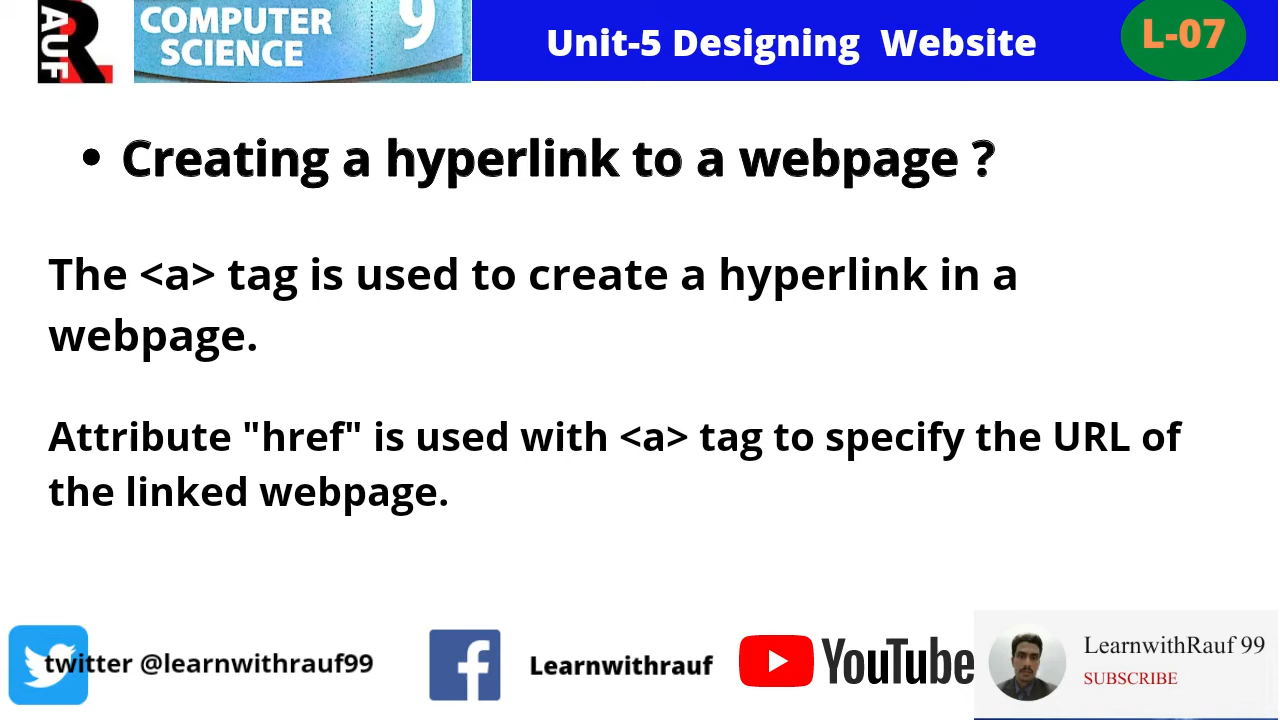 RAUF
COMPUTER
SCIENCE
9
Unit-5 Designing Website
L-07
• Creating a hyperlink to a webpage ?
The <a> tag is used to create a hyperlink in a
webpage.
Attribute "href" is used with <a> tag to specify the URL of
the linked webpage.
twitter @learnwithrauf99
Learnwithrauf
YouTube
LearnwithRauf 99
SUBSCRIBE